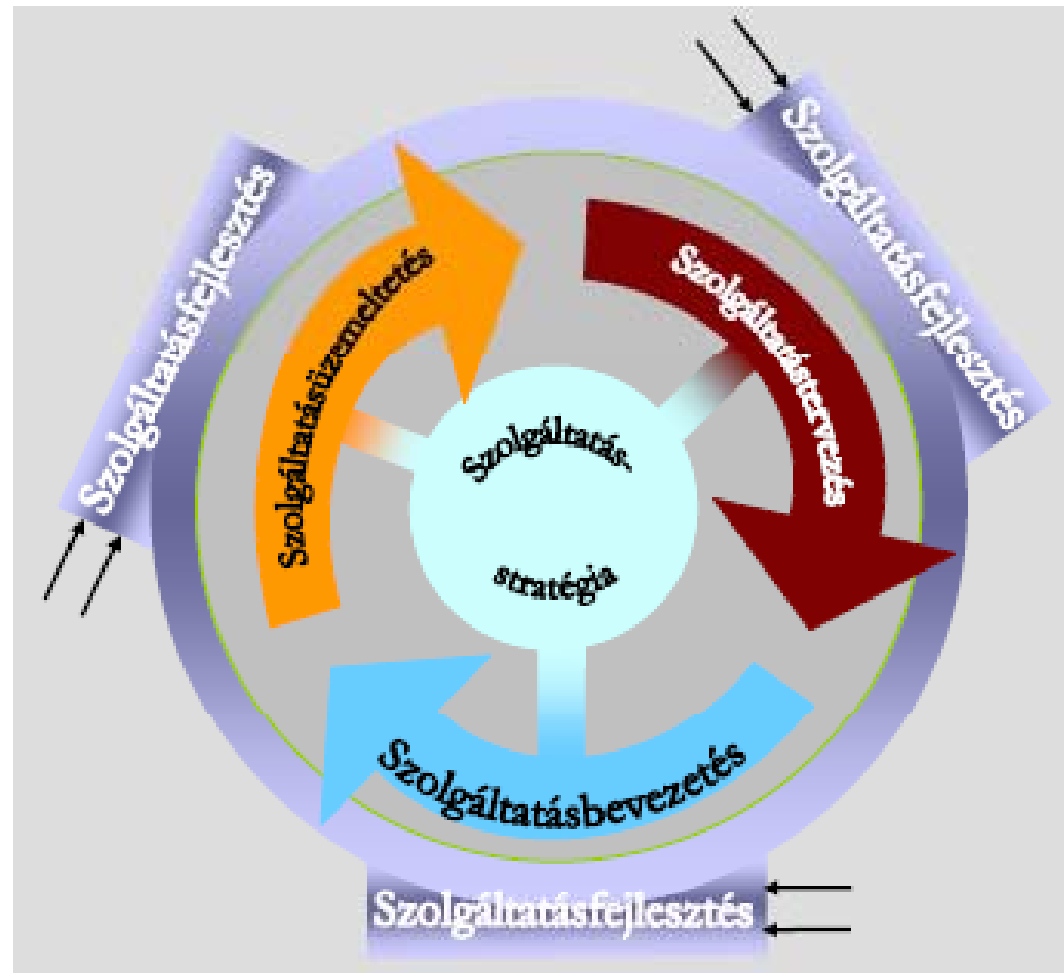 Szolgáltatásfejlesztés
Szolgáltatásfejlesztés
Szolgáltatásüzemeltetés
Szolgáltatástervezés
Szolgáltatás-
stratégia
Szolgáltatásbevezetés
Szolgáltatásfejlesztés